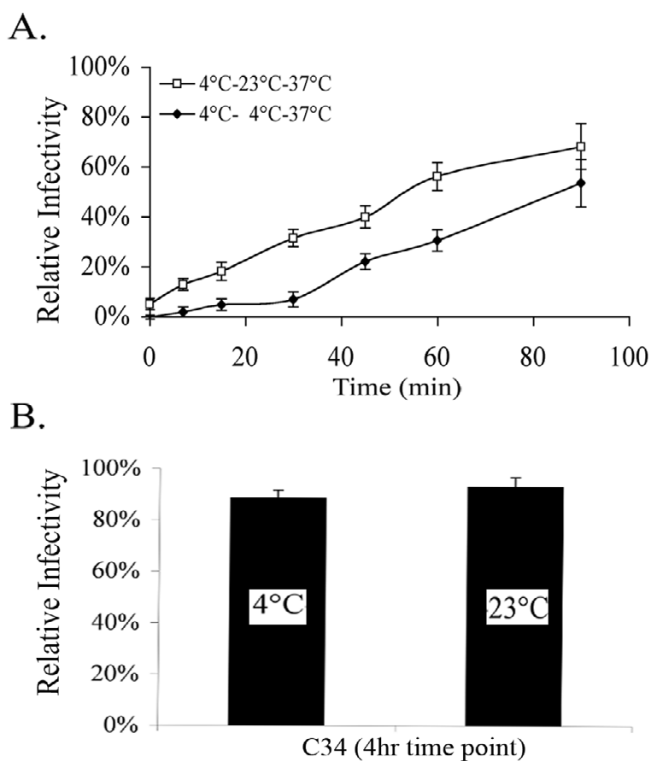 A.
100%
80%
60%
40%
20%
0%
Relative Infectivity
4°C-23°C-37°C
4°C- 4°C-37°C
0 20 40 60 80 100
Time (min)
B.
100%
80%
60%
40%
20%
0%
Relative Infectivity
4°C
-23°C
C34 (4hr time point)